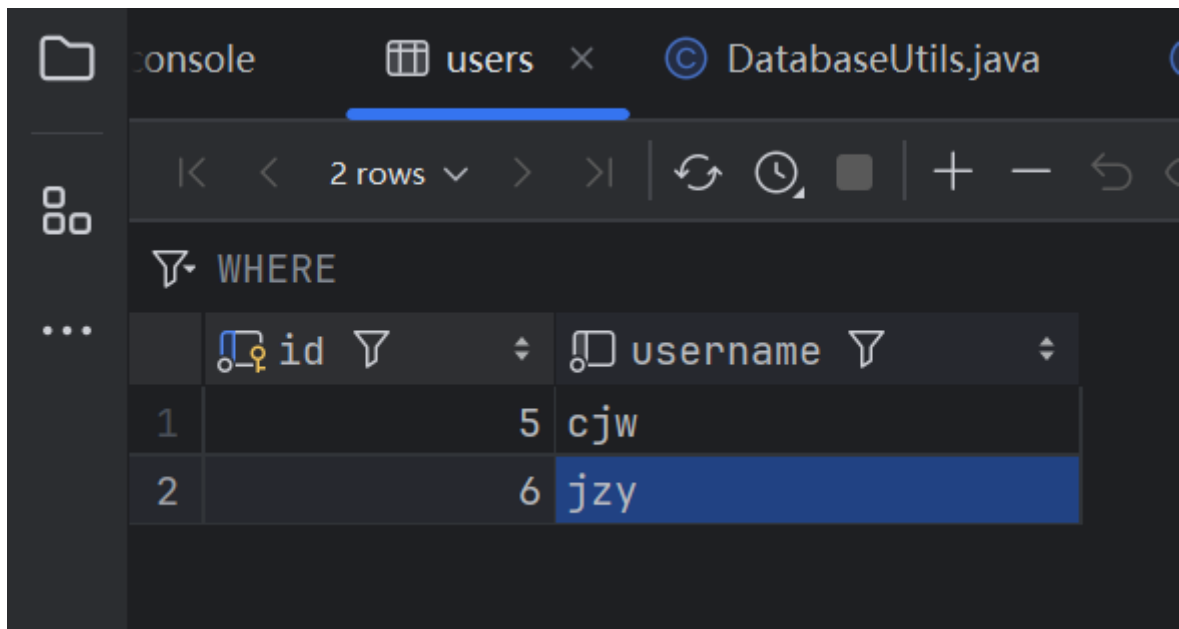 console users × DatabaseUtils.java
2 rows
WHERE
id username
1 5 cjw
2 6 jzy